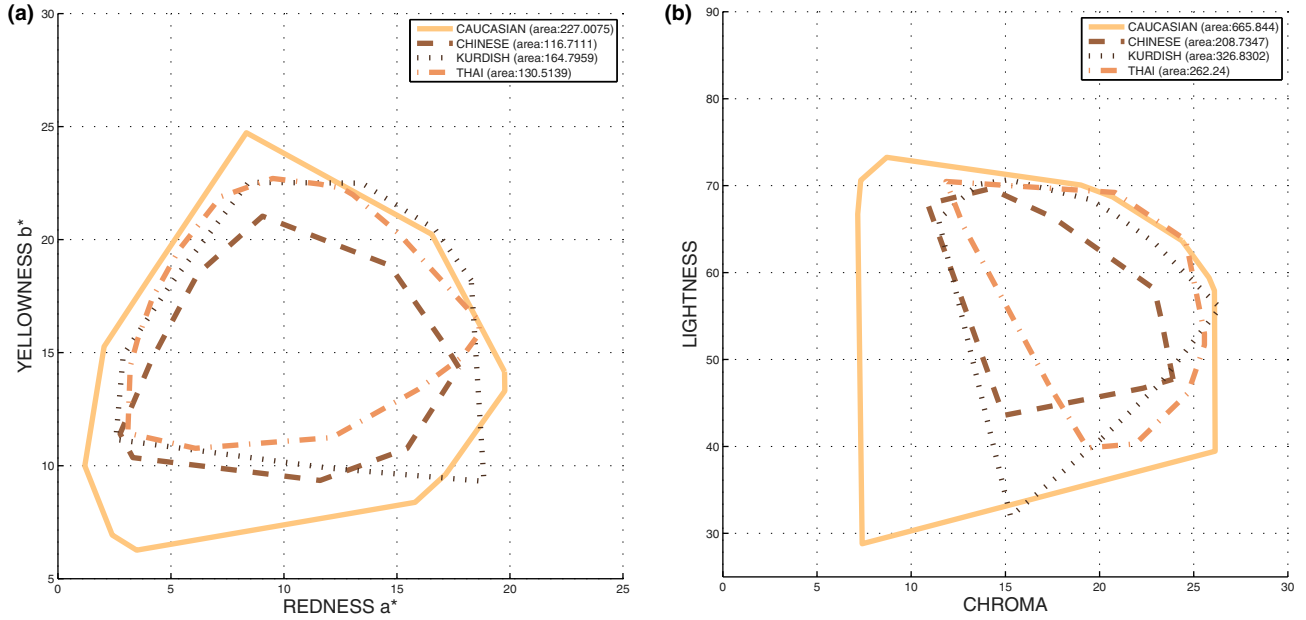 (a)
30
25
20
15
10
5
0
5
10
15
20
25
YELLOWNESS b*
REDNESS a*
CAUCASIAN (area:227.0075)
CHINESE (area:116.7111)
KURDISH (area:164.7959)
THAI (area:130.5139)
(b)
90
80
70
60
50
40
30
0
5
10
15
20
25
30
LIGHTNESS
CHROMA
CAUCASIAN (area:665.844)
CHINESE (area:208.7347)
KURDISH (area:326.8302)
THAI (area:262.24)